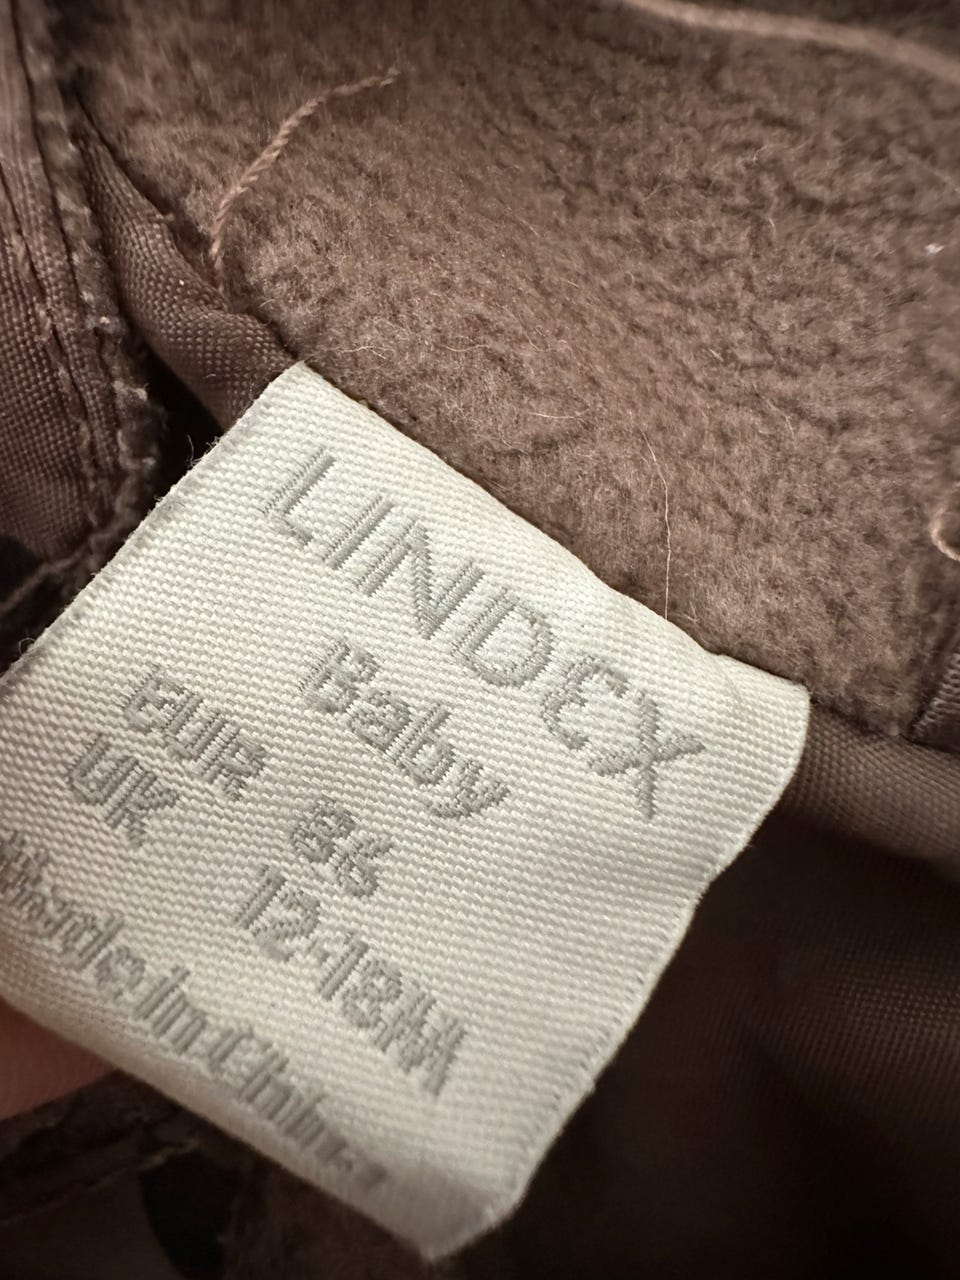 LINDEX
Baby
EUR 86
UK 12-18M
Made In China